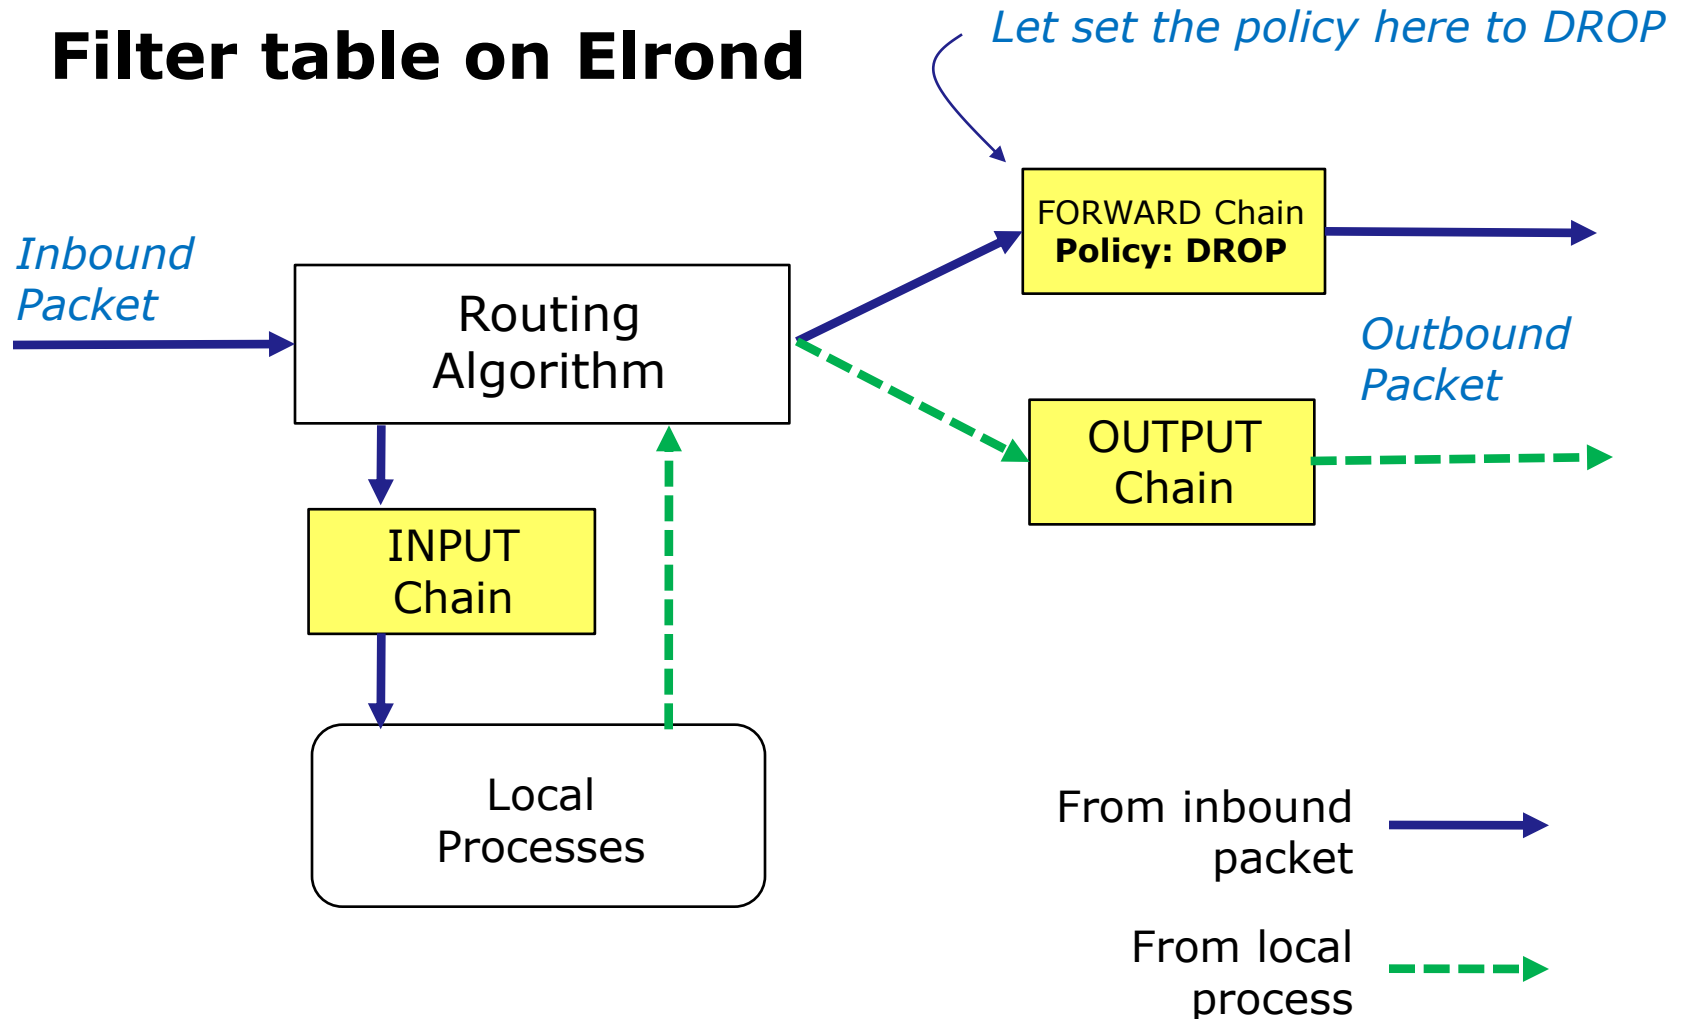 Filter table on Elrond
Let set the policy here to DROP
FORWARD Chain
Policy: DROP
Inbound
Packet
Routing
Algorithm
Outbound
Packet
OUTPUT
Chain
INPUT
Chain
Local
Processes
From inbound
packet
From local
process